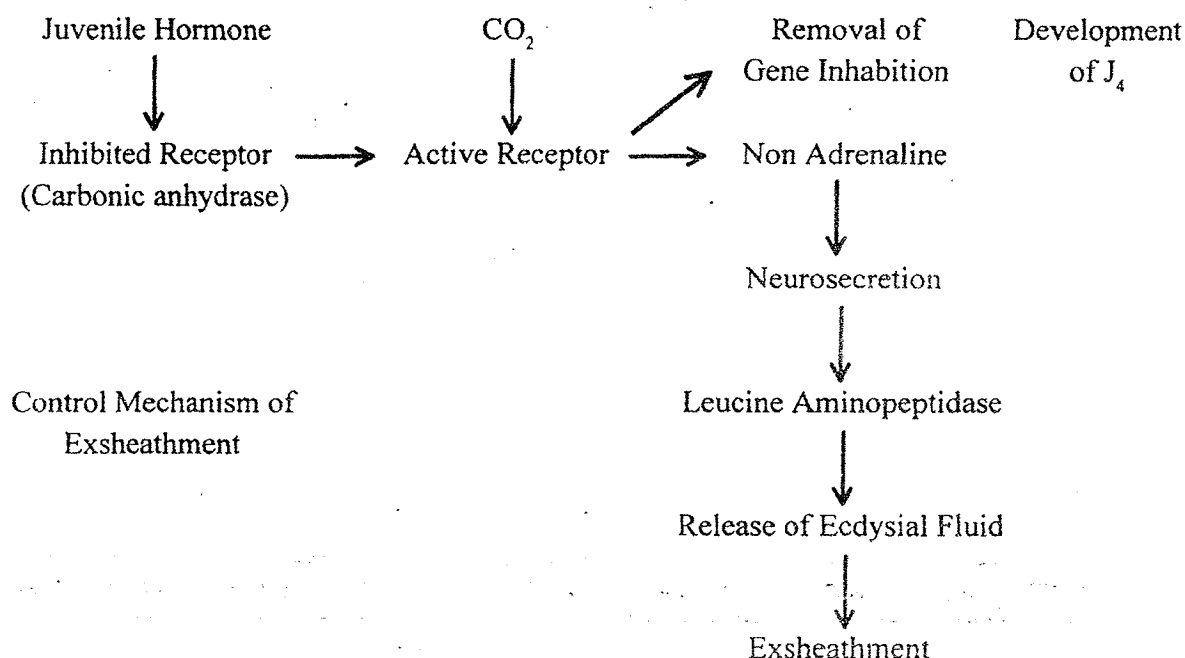 Juvenile Hormone
CO₂
Removal of
Gene Inhabition
Development
of J₄
Inhibited Receptor
(Carbonic anhydrase)
Active Receptor
Non Adrenaline
Neurosecretion
Control Mechanism of
Exsheathment
Leucine Aminopeptidase
Release of Ecdysial Fluid
Exsheathment